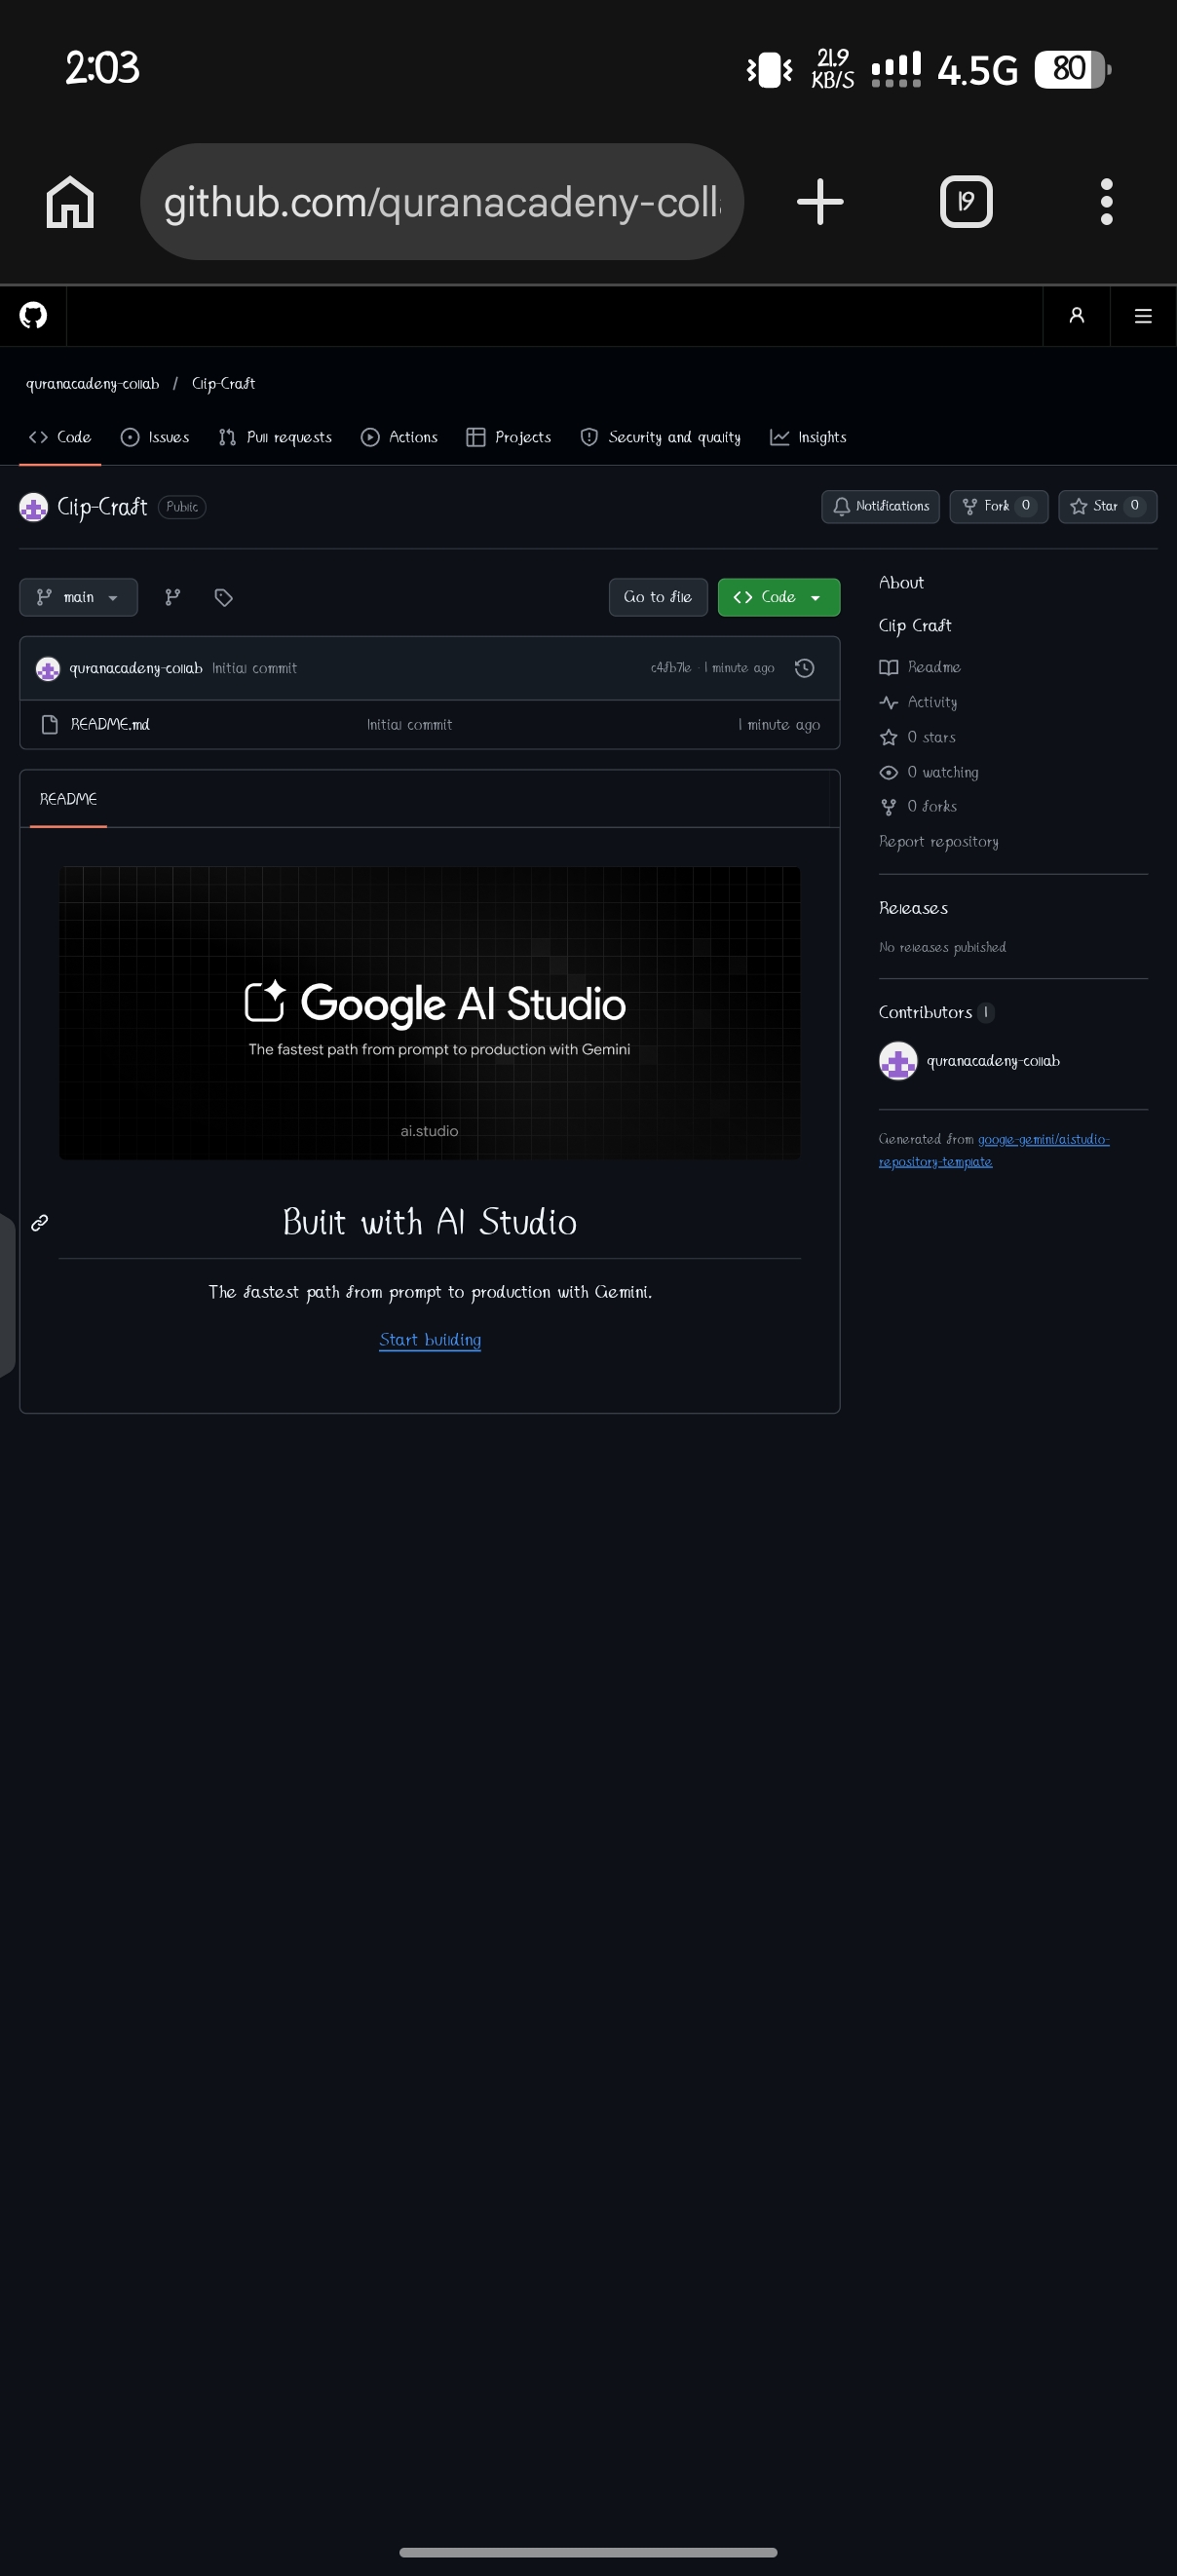 2:03
21.9 KB/S 4.5G 80
github.com/quranacadeny-coll
19
quranacadeny-collab / Clip-Craft
Code Issues Pull requests Actions Projects Security and quality Insights
Clip-Craft Public
Notifications Fork 0 Star 0
main Go to file Code
quranacadeny-collab Initial commit c4fb71e · 1 minute ago
README.md Initial commit 1 minute ago
README
Google AI Studio
The fastest path from prompt to production with Gemini
ai.studio
Built with AI Studio
The fastest path from prompt to production with Gemini.
Start building
About
Clip Craft
Readme
Activity
0 stars
0 watching
0 forks
Report repository
Releases
No releases published
Contributors 1
quranacadeny-collab
Generated from google-gemini/aistudio-
repository-template